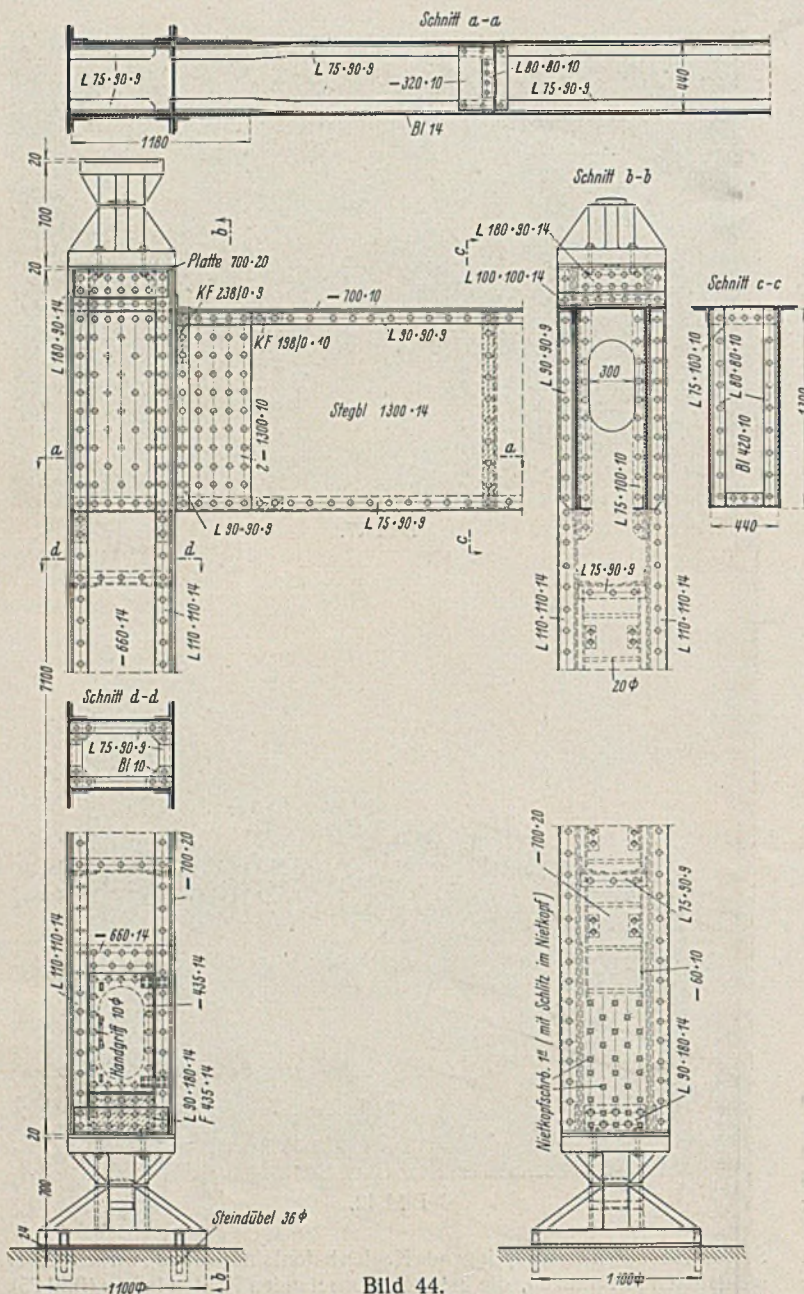 Schnitt a-a
L 75·90·9
L 75·90·9
—320·10
L 80·80·10
L 75·90·9
440
Bl 14
1180
20
700
20
b
Platte 700·20
KF 238/0·9
L 180·90·14
—700·10
KF 198/0·10
L 90·90·9
2—1300·10
Stegbl 1300·14
a
a
c
c
L 90·90·9
L 75·90·9
d
d
—660·14
L 110·110·14
7100
Schnitt b-b
L 180·90·14
L 100·100·14
L 90·90·9
300
L 75·100·10
L 75·90·9
L 110·110·14
L 110·110·14
20 Φ
Schnitt c-c
L 75·100·10
L 80·80·10
Bl 420·10
1300
440
Schnitt d-d
L 75·90·9
Bl 10
—700·20
L 110·110·14
—660·14
—435·14
Handgriff 10 Φ
L 90·180·14
F 435·14
20
700
24
Steindübel 36 Φ
1100 Φ
b
—700·20
L 75·90·9
—60·10
Nietkopfschrb. 1" (mit Schlitz im Nietkopf)
L 90·180·14
1100 Φ
Bild 44.